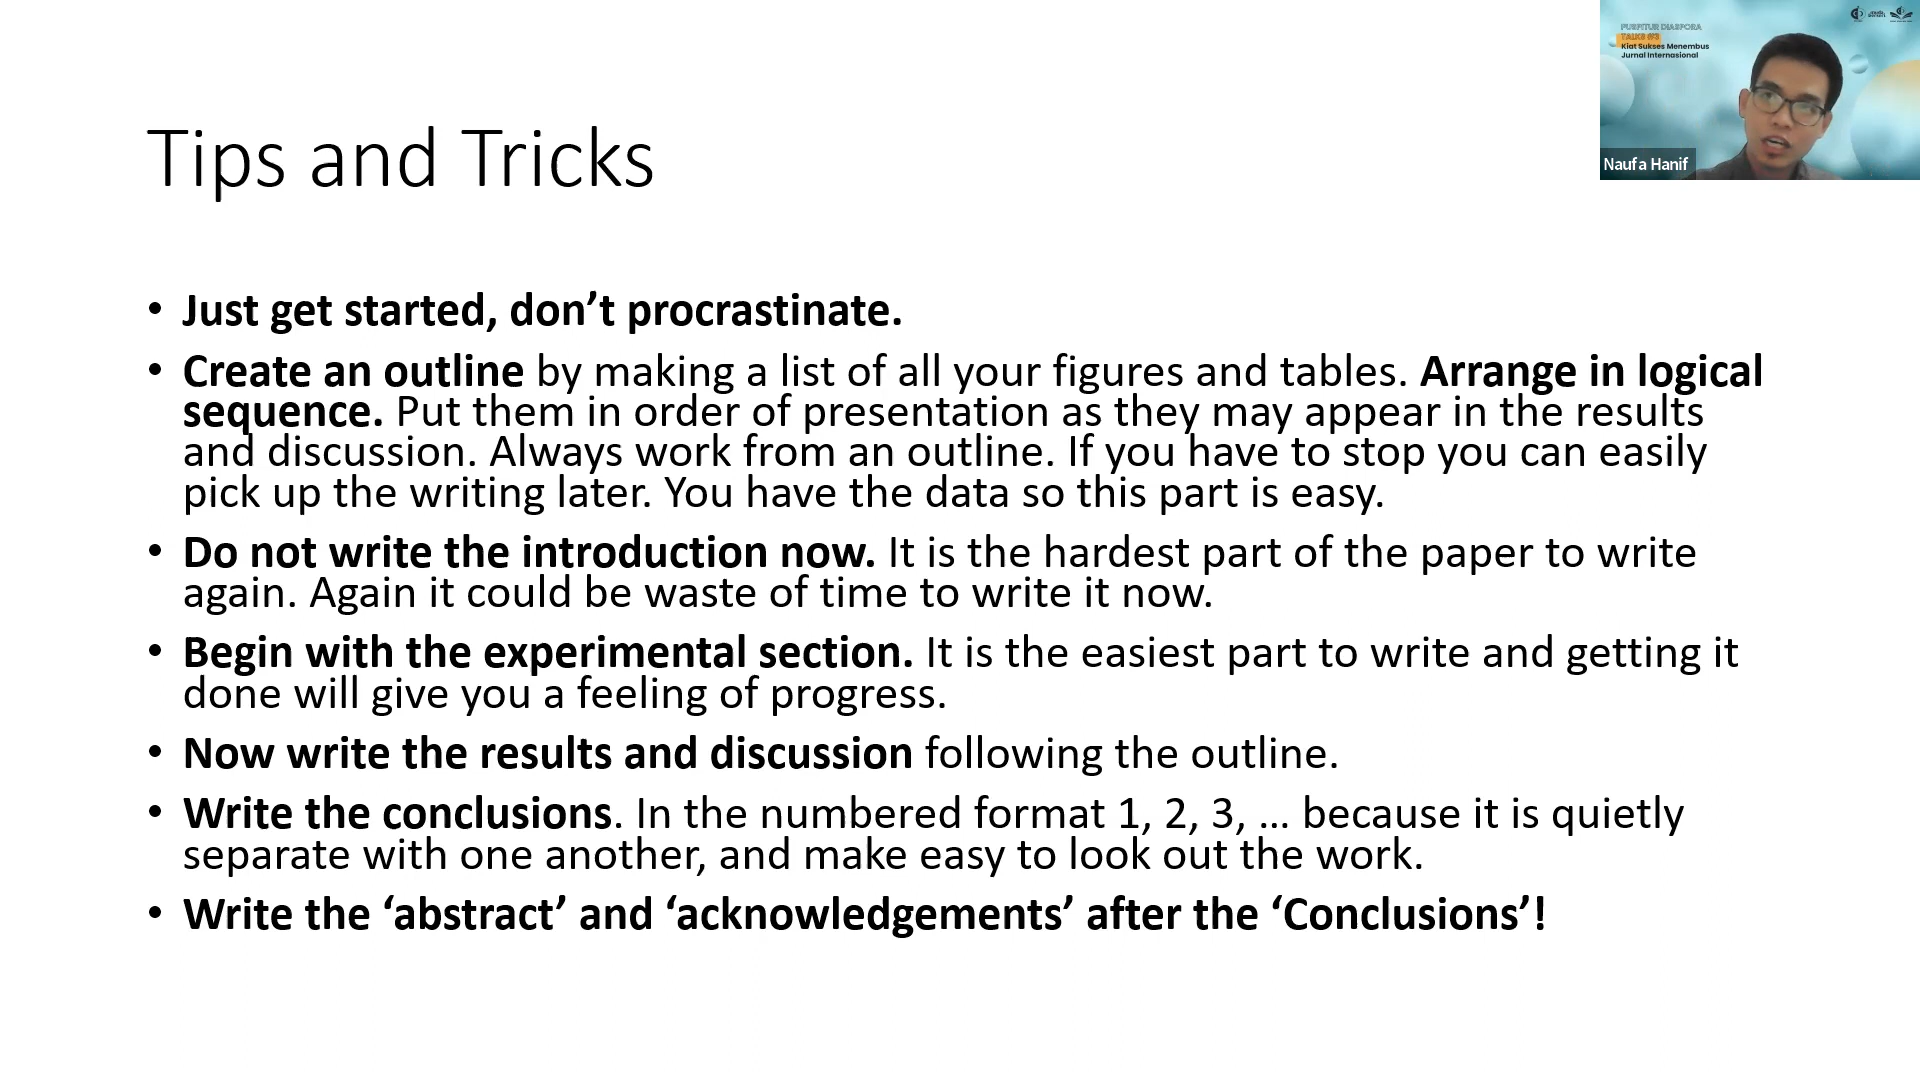 Tips and Tricks
• Just get started, don’t procrastinate.
• Create an outline by making a list of all your figures and tables. Arrange in logical
sequence. Put them in order of presentation as they may appear in the results
and discussion. Always work from an outline. If you have to stop you can easily
pick up the writing later. You have the data so this part is easy.
• Do not write the introduction now. It is the hardest part of the paper to write
again. Again it could be waste of time to write it now.
• Begin with the experimental section. It is the easiest part to write and getting it
done will give you a feeling of progress.
• Now write the results and discussion following the outline.
• Write the conclusions. In the numbered format 1, 2, 3, … because it is quietly
separate with one another, and make easy to look out the work.
• Write the ‘abstract’ and ‘acknowledgements’ after the ‘Conclusions’!
DIASPORA
TALKS #3
Kiat Sukses Menembus
Jurnal Internasional
Naufa Hanif